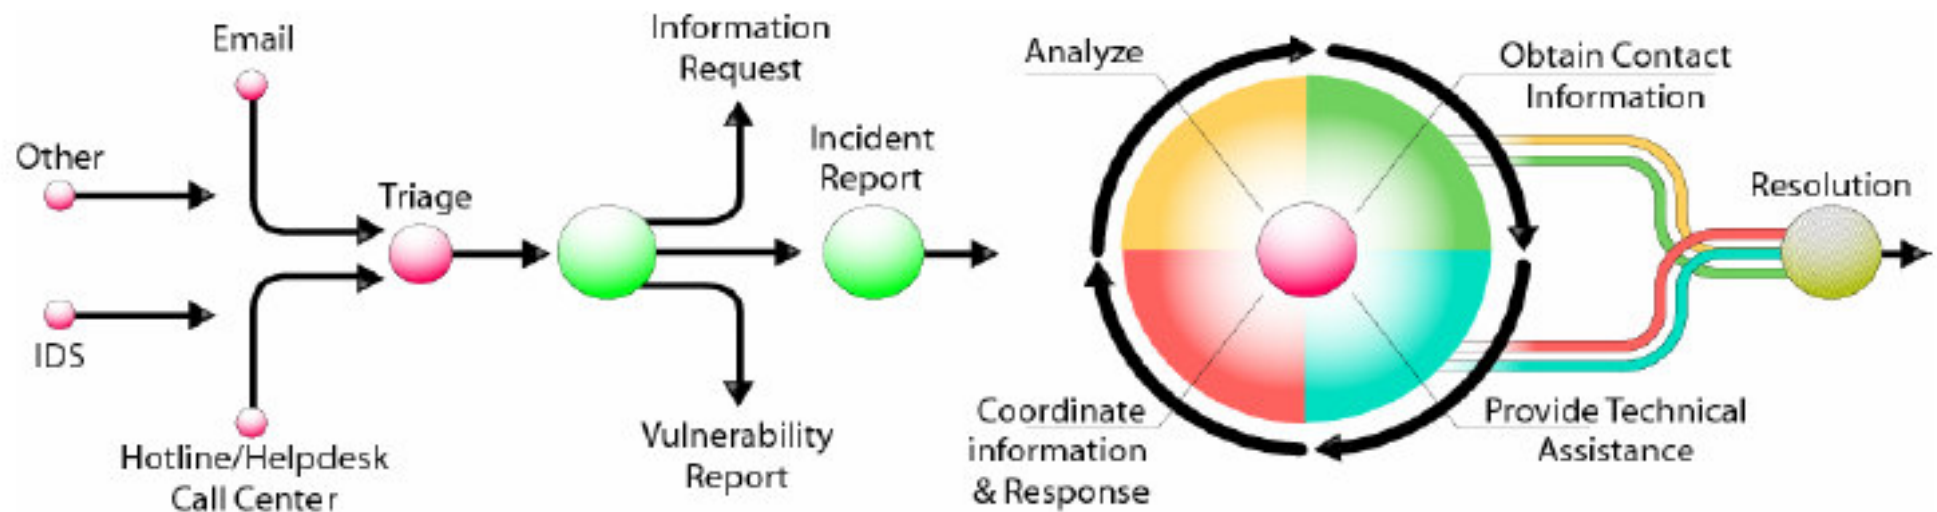 Email
Other
IDS
Hotline/Helpdesk
Call Center
Triage
Information
Request
Incident
Report
Vulnerability
Report
Analyze
Obtain Contact
Information
Coordinate
information
& Response
Provide Technical
Assistance
Resolution